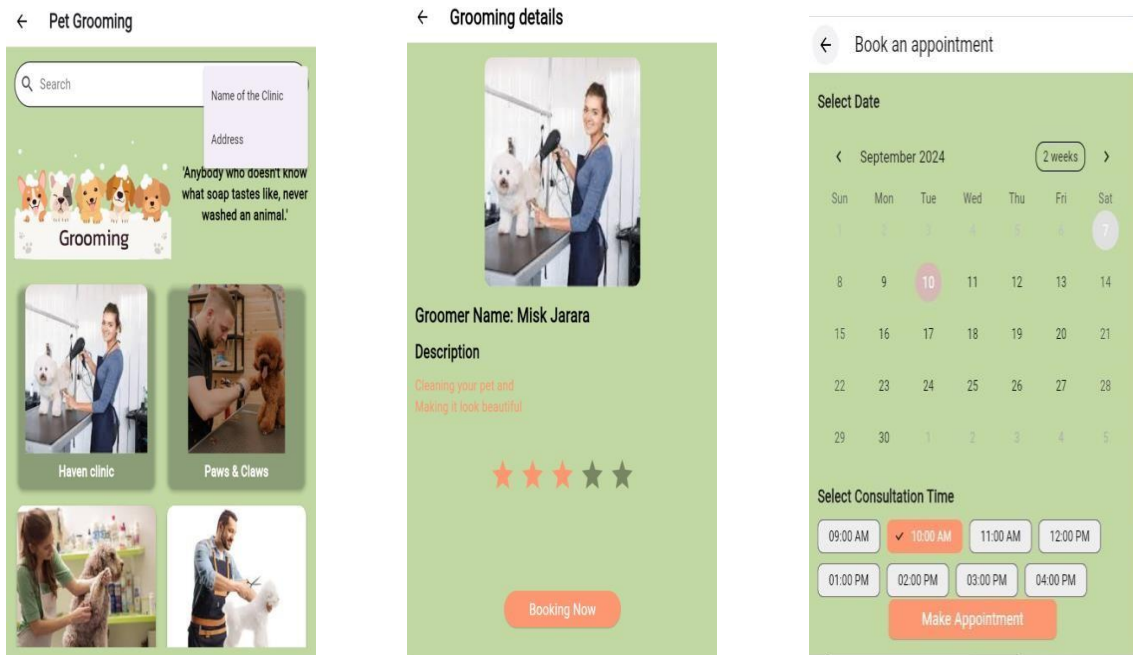 Pet Grooming
Search
Name of the Clinic
Address
'Anybody who doesn't know
what soap tastes like, never
washed an animal.'
Grooming
Haven clinic
Paws & Claws
Grooming details
Groomer Name: Misk Jarara
Description
Cleaning your pet and
Making it look beautiful
Booking Now
Book an appointment
Select Date
September 2024
2 weeks
Sun Mon Tue Wed Thu Fri Sat
1 2 3 4 5 6 7
8 9 10 11 12 13 14
15 16 17 18 19 20 21
22 23 24 25 26 27 28
29 30 1 2 3 4 5
Select Consultation Time
09:00 AM 10:00 AM 11:00 AM 12:00 PM
01:00 PM 02:00 PM 03:00 PM 04:00 PM
Make Appointment